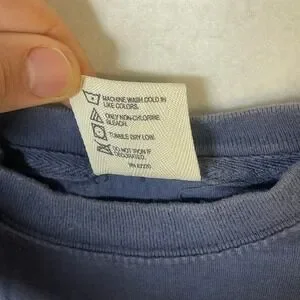 MACHINE WASH COLD IN
LIKE COLORS.
ONLY NON-CHLORINE
BLEACH.
TUMBLE DRY LOW.
DO NOT IRON IF
DECORATED.